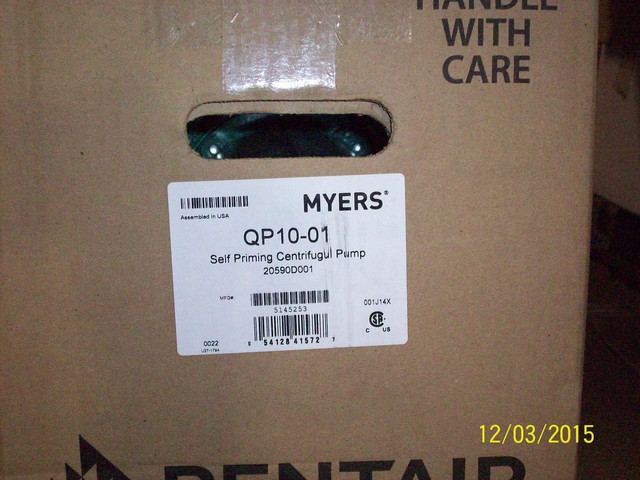 HANDLE
WITH
CARE
MYERS®
Assembled in USA
QP10-01
Self Priming Centrifugul Pump
20590D001
MFG#
5145253
001J14X
C US
0022
54128 41572 7
12/03/2015
PENTAIR